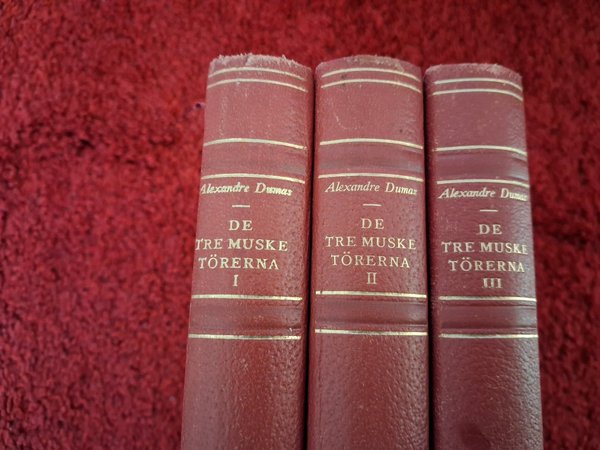 Alexandre Dumas
DE
TRE MUSKE
TÖRERNA
I
Alexandre Dumas
DE
TRE MUSKE
TÖRERNA
II
Alexandre Dumas
DE
TRE MUSKE
TÖRERNA
III